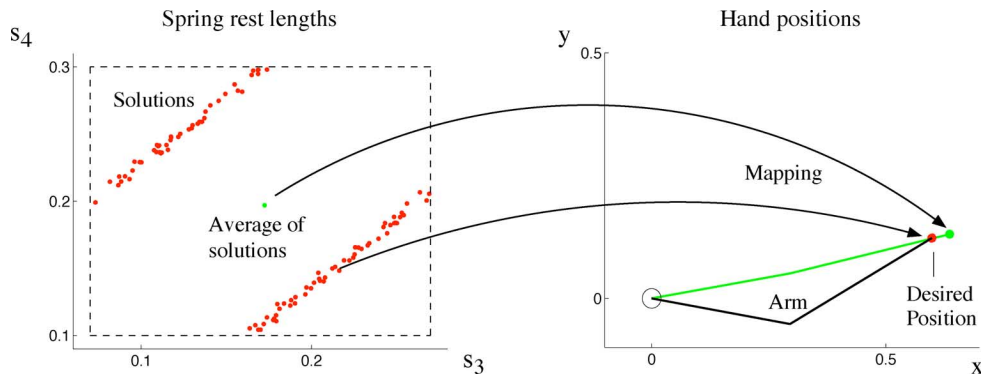 Spring rest lengths
s4
0.3
0.2
0.1
0.1
0.2
s3
Solutions
Average of
solutions
Hand positions
y
0.5
0
0
0.5
x
Mapping
Arm
Desired
Position